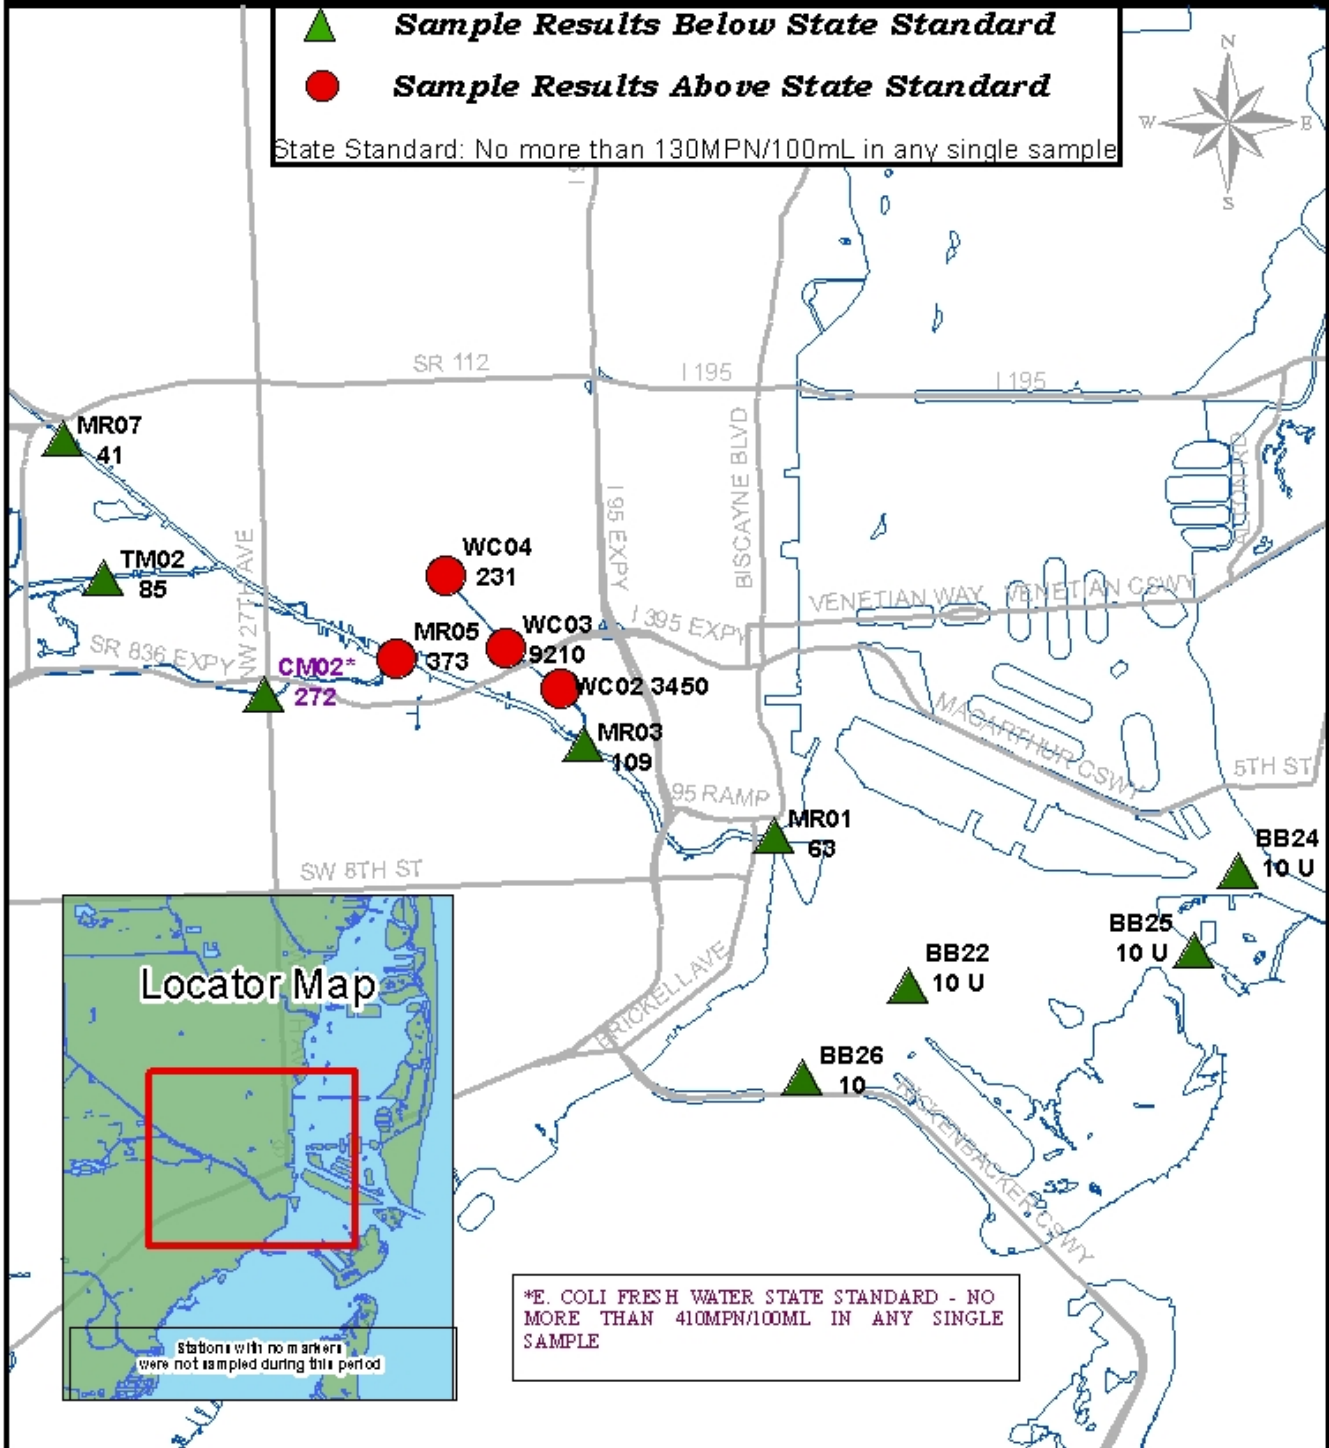 Sample Results Below State Standard
Sample Results Above State Standard
State Standard: No more than 130MPN/100mL in any single sample
N
W
E
S
SR 112
I 195
I 195
MR07
41
BISCAYNE BLVD
ALTON RD
I 95 EXPY
NW 27TH AVE
WC04
231
TM02
85
VENETIAN WAY
VENETIAN CSWY
MR05
373
WC03
9210
I 395 EXPY
SR 836 EXPY
CM02*
272
WC02 3450
MR03
109
MACARTHUR CSWY
5TH ST
95 RAMP
MR01
63
BB24
10 U
SW 8TH ST
BB25
10 U
BB22
10 U
BRICKELL AVE
Locator Map
BB26
10
RICKENBACKER CSWY
*E. COLI FRESH WATER STATE STANDARD - NO
MORE THAN 410MPN/100ML IN ANY SINGLE
SAMPLE
Stations with no markers
were not sampled during this period